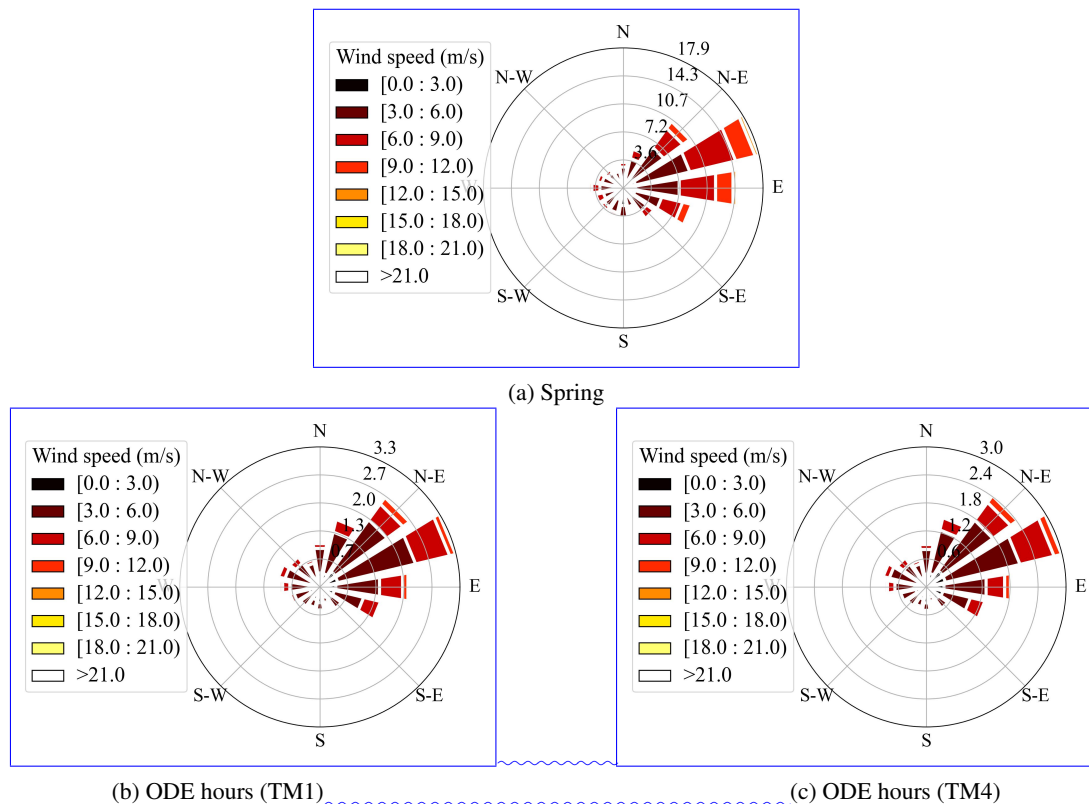 N
17.9
Wind speed (m/s)
14.3
N-W
N-E
[0.0 : 3.0)
10.7
[3.0 : 6.0)
7.2
[6.0 : 9.0)
3.6
[9.0 : 12.0)
W
E
[12.0 : 15.0)
[15.0 : 18.0)
[18.0 : 21.0)
>21.0
S-W
S-E
S
(a) Spring
N
3.3
Wind speed (m/s)
2.7
N-W
N-E
[0.0 : 3.0)
2.0
[3.0 : 6.0)
1.3
[6.0 : 9.0)
0.7
[9.0 : 12.0)
W
E
[12.0 : 15.0)
[15.0 : 18.0)
[18.0 : 21.0)
>21.0
S-W
S-E
S
(b) ODE hours (TM1)
N
3.0
Wind speed (m/s)
2.4
N-W
N-E
[0.0 : 3.0)
1.8
[3.0 : 6.0)
1.2
[6.0 : 9.0)
0.6
[9.0 : 12.0)
W
E
[12.0 : 15.0)
[15.0 : 18.0)
[18.0 : 21.0)
>21.0
S-W
S-E
S
(c) ODE hours (TM4)